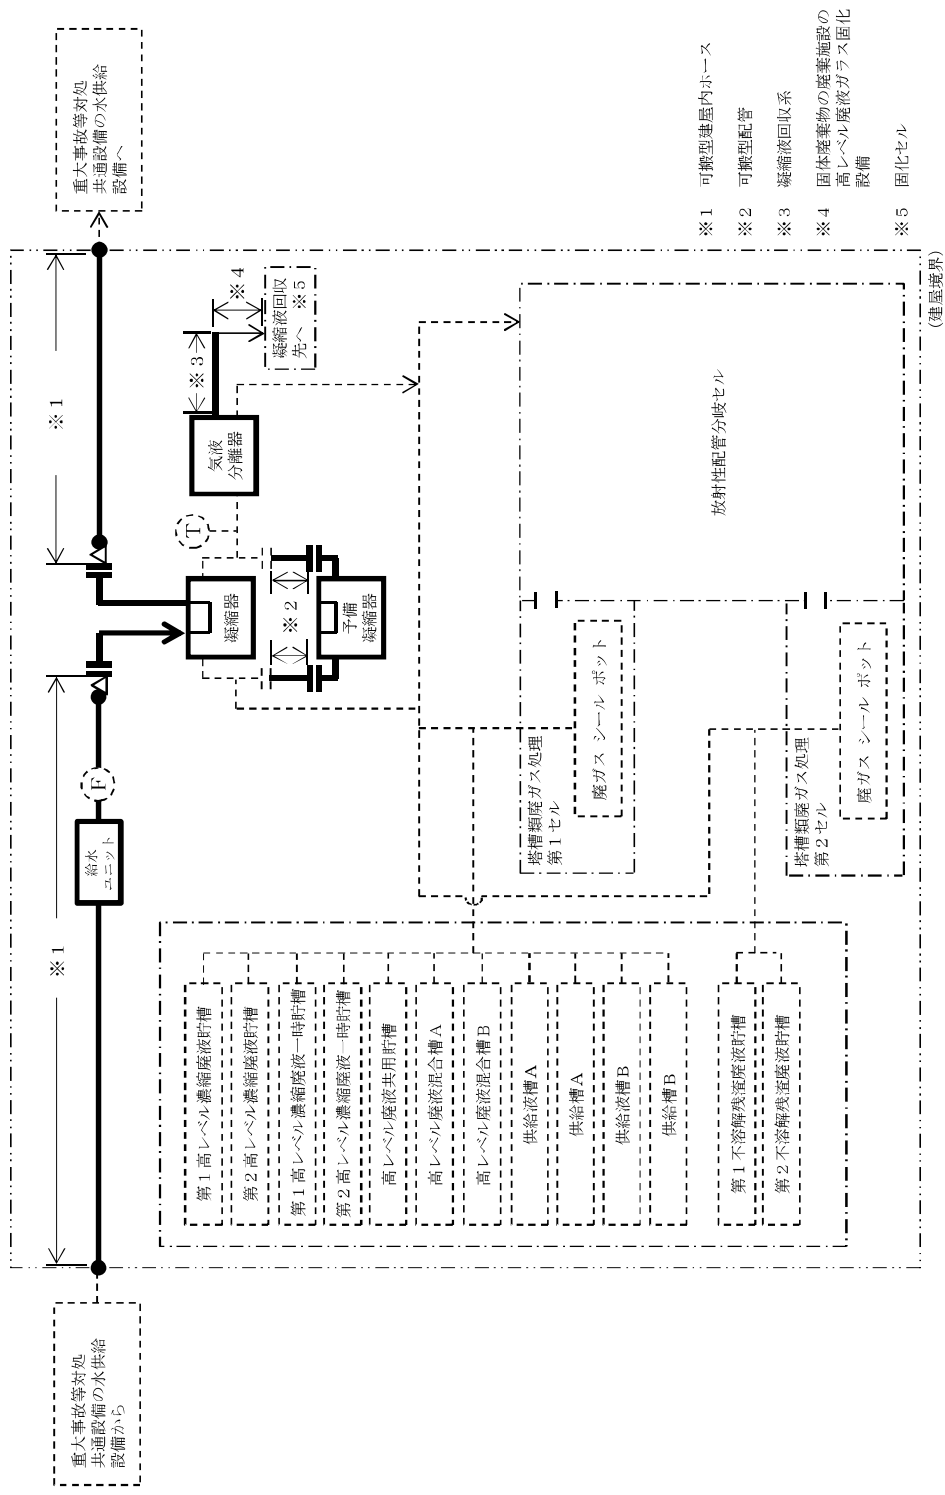 重大事故等対処
共通設備の水供給
設備から
重大事故等対処
共通設備の水供給
設備へ
※1
※1
給水
ユニット
F
凝縮器
※2
予備
凝縮器
T
気液
分離器
※3
※4
凝縮液回収
先へ ※5
第1高レベル濃縮廃液貯槽
第2高レベル濃縮廃液貯槽
第1高レベル濃縮廃液一時貯槽
第2高レベル濃縮廃液一時貯槽
高レベル廃液共用貯槽
高レベル廃液混合槽A
高レベル廃液混合槽B
供給液槽A
供給槽A
供給液槽B
供給槽B
第1不溶解残渣廃液貯槽
第2不溶解残渣廃液貯槽
塔槽類廃ガス処理
第1セル
廃ガス シール ポット
塔槽類廃ガス処理
第2セル
廃ガス シール ポット
放射性配管分岐セル
(建屋境界)
※1 可搬型建屋内ホース
※2 可搬型配管
※3 凝縮液回収系
※4 固体廃棄物の廃棄施設の
高レベル廃液ガラス固化
設備
※5 固化セル